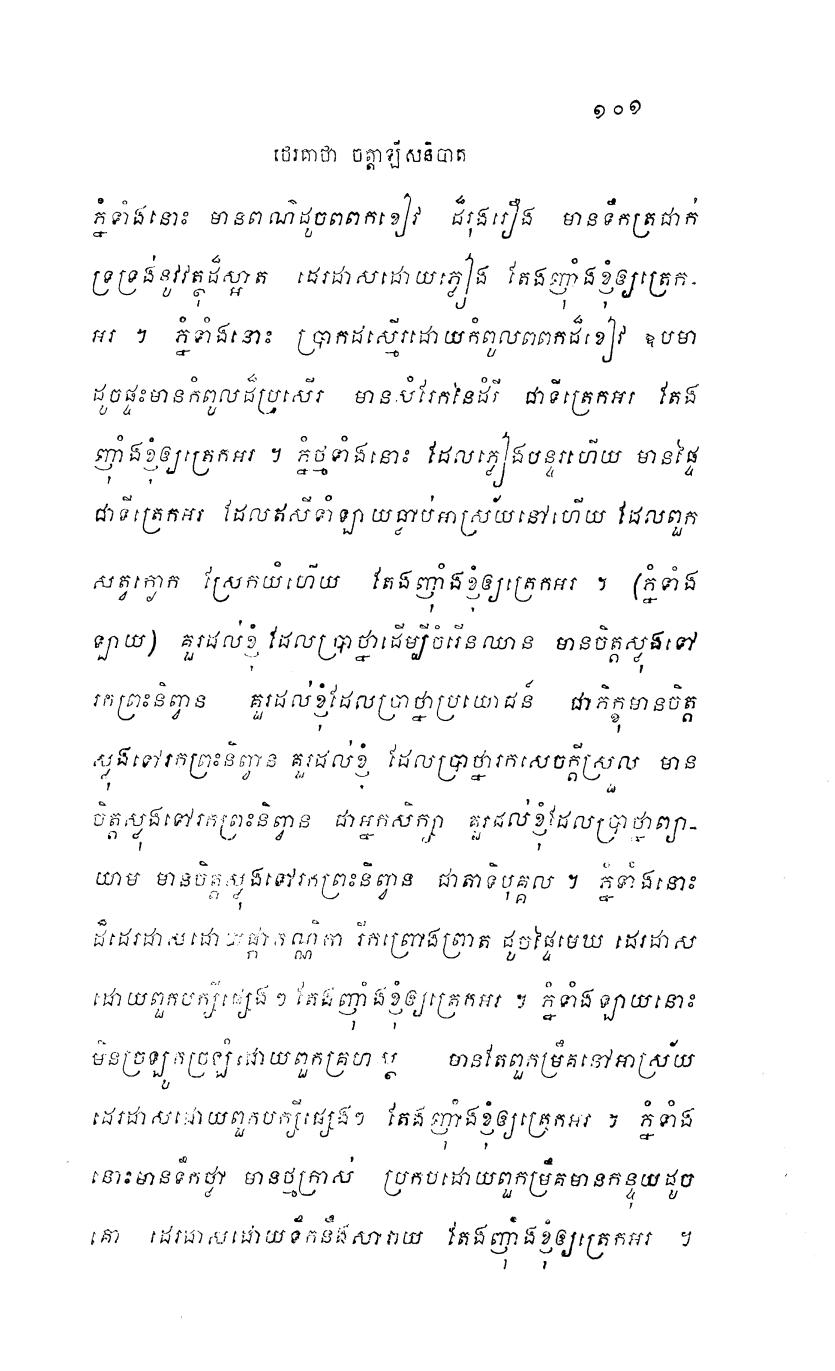 ១០១
ថេរគាថា ចត្តាឡីសនិបាត
ភ្នំទាំងនោះ មានពណ៌ដូចពពកខៀវ ដ៏រុងរឿង មានទឹកត្រជាក់
ទ្រទ្រង់នូវវត្ថុដ៏ស្អាត ដេរដាសដោយភ្លៀង តែងញ៉ាំងខ្ញុំឲ្យត្រេក-
អរ ។ ភ្នំទាំងនោះ ប្រាកដស្មើរដោយកំពូលពពកដ៏ខៀវ ឧបមា
ដូចផ្ទះមានកំពូលដ៏ប្រសើរ មានសំរែកនៃដំរី ជាទីត្រេកអរ តែង
ញ៉ាំងខ្ញុំឲ្យត្រេកអរ ។ ភ្នំថ្មទាំងនោះ ដែលភ្លៀងបន្ទរហើយ មានផ្ទៃ
ជាទីត្រេកអរ ដែលឥសីទាំឡាយធ្លាប់អាស្រ័យនៅហើយ ដែលពួក
សត្វក្ងោក ស្រែកយំហើយ តែងញ៉ាំងខ្ញុំឲ្យត្រេកអរ ។ (ភ្នំទាំង
ឡាយ) គួរដល់ខ្ញុំ ដែលប្រាថ្នាដើម្បីចំរើនឈាន មានចិត្តស្ងួងទៅ
រកព្រះនិព្វាន គួរដល់ខ្ញុំដែលប្រាថ្នាប្រយោជន៍ ជាភិក្ខុមានចិត្ត
ស្លុងទៅរកព្រះនិព្វាន គួរដល់ខ្ញុំ ដែលប្រាថ្នារកសេចក្តីស្រួល មាន
ចិត្តស្លុងទៅរកព្រះនិព្វាន ជាអ្នកសិក្សា គួរដល់ខ្ញុំដែលប្រាថ្នាព្យា-
យាម មានចិត្តស្លុងទៅរកព្រះនិព្វាន ជាតាទិបុគ្គល ។ ភ្នំទាំងនោះ
ដ៏ដេរដាសដោយផ្កាកណ្ណិកា រីកព្រោងព្រាត ដូចផ្ទៃមេឃ ដេរដាស
ដោយពួកបក្សីផ្សេងៗ តែងញ៉ាំងខ្ញុំឲ្យត្រេកអរ ។ ភ្នំទាំងឡាយនោះ
មិនច្រឡូកច្រឡំដោយពួកគ្រហស្ថ មានតែពួកម្រឹគនៅអាស្រ័យ
ដេរដាសដោយពួកបក្សីផ្សេងៗ តែងញ៉ាំងខ្ញុំឲ្យត្រេកអរ ។ ភ្នំទាំង
នោះមានទឹកថ្លា មានថ្មក្រាស់ ប្រកបដោយពួកម្រឹគមានកន្ទុយដូច
គោ ដេរដាសដោយទឹកនឹងសារាយ តែងញ៉ាំងខ្ញុំឲ្យត្រេកអរ ។